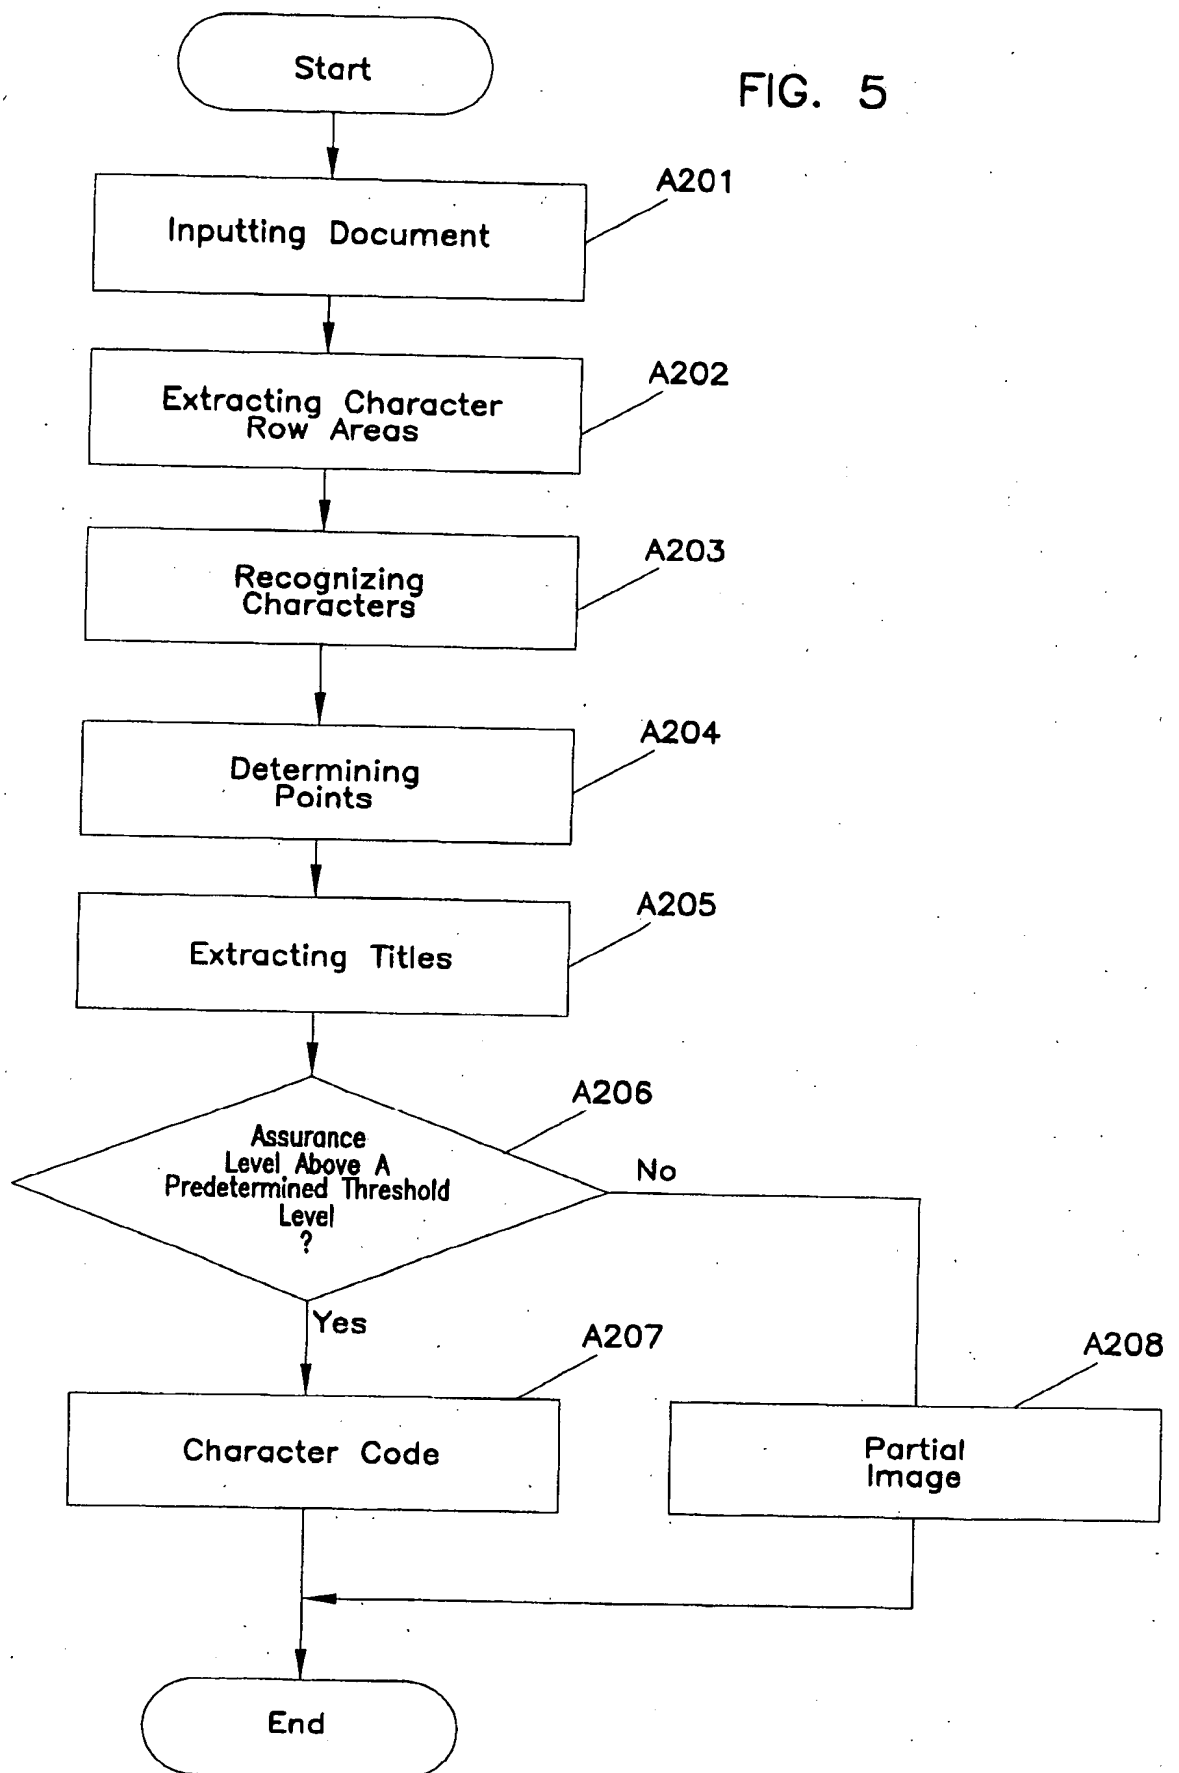 Start
FIG. 5
A201
Inputting Document
A202
Extracting Character
Row Areas
A203
Recognizing
Characters
A204
Determining
Points
A205
Extracting Titles
A206
Assurance
Level Above A
Predetermined Threshold
Level
?
No
Yes
A207
A208
Character Code
Partial
Image
End